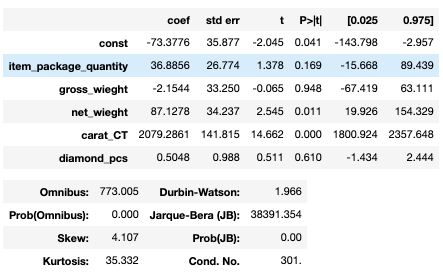 coef std err t P>|t| [0.025 0.975]
const -73.3776 35.877 -2.045 0.041 -143.798 -2.957
item_package_quantity 36.8856 26.774 1.378 0.169 -15.668 89.439
gross_wieght -2.1544 33.250 -0.065 0.948 -67.419 63.111
net_wieght 87.1278 34.237 2.545 0.011 19.926 154.329
carat_CT 2079.2861 141.815 14.662 0.000 1800.924 2357.648
diamond_pcs 0.5048 0.988 0.511 0.610 -1.434 2.444
Omnibus: 773.005 Durbin-Watson: 1.966
Prob(Omnibus): 0.000 Jarque-Bera (JB): 38391.354
Skew: 4.107 Prob(JB): 0.00
Kurtosis: 35.332 Cond. No. 301.